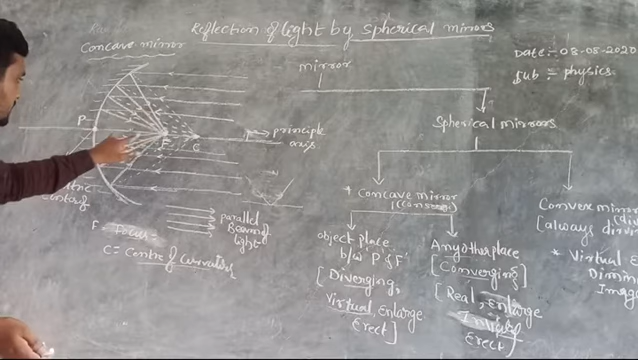 Reflection of light by spherical mirrors
Date:- 08-08-2020
Sub :- physics
Concave mirror
mirror
Spherical mirrors
P
F
C
P→ principle
axis
* Concave mirror
Convex mirror
[always
object place
b/w 'P' & 'F'
[Diverging,
Virtual, Enlarge
Erect]
Any other place
[Converging]
[Real, Enlarge
Erect]
* Virtual
Image
parallel
Beam of
light
F = Focus
C = Centre of Curvature